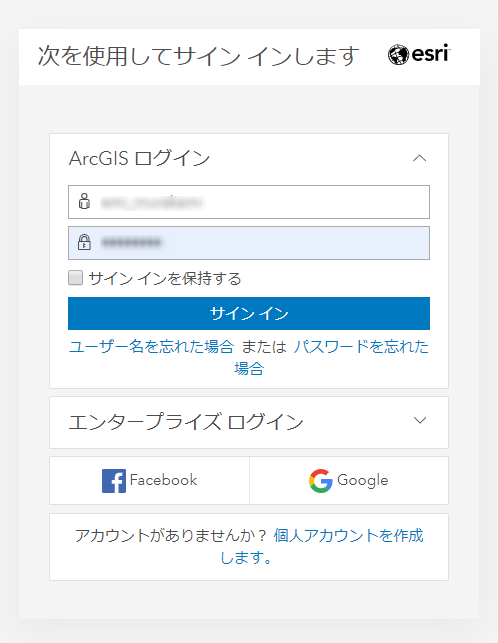 次を使用してサイン インします
esri
ArcGIS ログイン
サイン インを保持する
サイン イン
ユーザー名を忘れた場合 または パスワードを忘れた
場合
エンタープライズ ログイン
Facebook
Google
アカウントがありませんか？ 個人アカウントを作成
します。